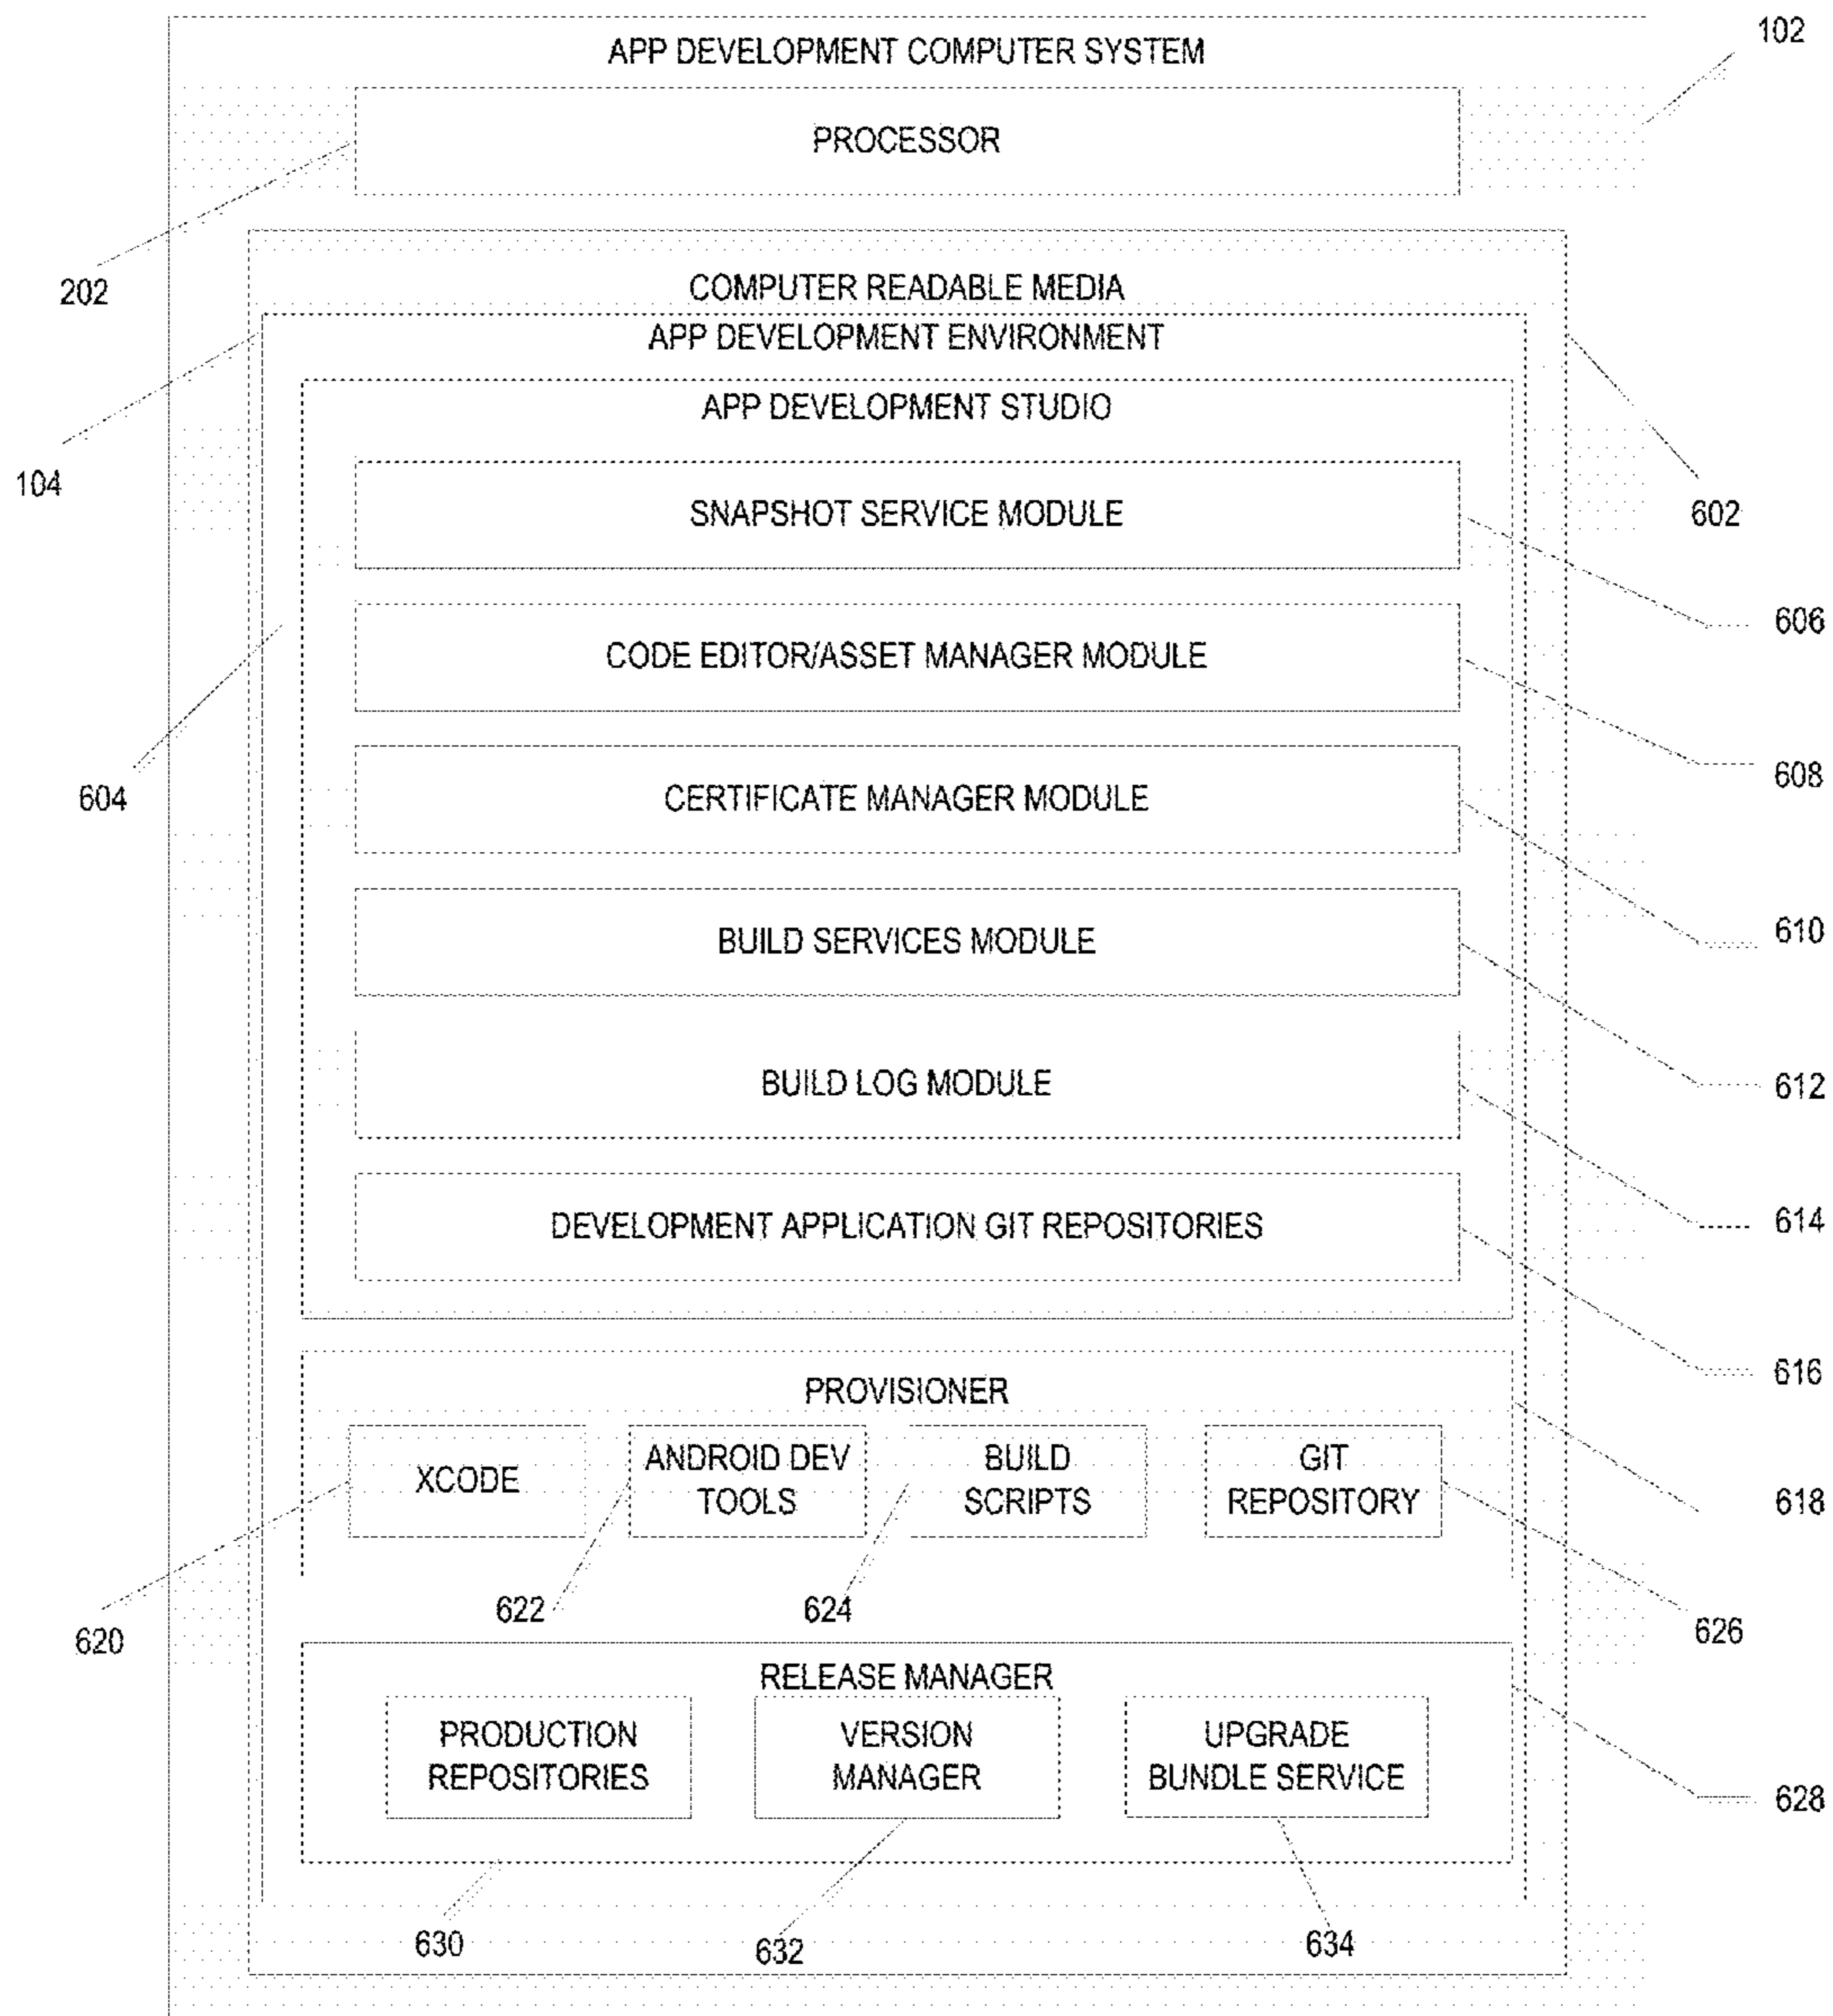 APP DEVELOPMENT COMPUTER SYSTEM
102
PROCESSOR
202
COMPUTER READABLE MEDIA
APP DEVELOPMENT ENVIRONMENT
APP DEVELOPMENT STUDIO
104
SNAPSHOT SERVICE MODULE
602
606
CODE EDITOR/ASSET MANAGER MODULE
608
604
CERTIFICATE MANAGER MODULE
610
BUILD SERVICES MODULE
612
BUILD LOG MODULE
614
DEVELOPMENT APPLICATION GIT REPOSITORIES
616
PROVISIONER
XCODE
ANDROID DEV
TOOLS
BUILD
SCRIPTS
GIT
REPOSITORY
618
620
622
624
626
RELEASE MANAGER
PRODUCTION
REPOSITORIES
VERSION
MANAGER
UPGRADE
BUNDLE SERVICE
628
630
632
634